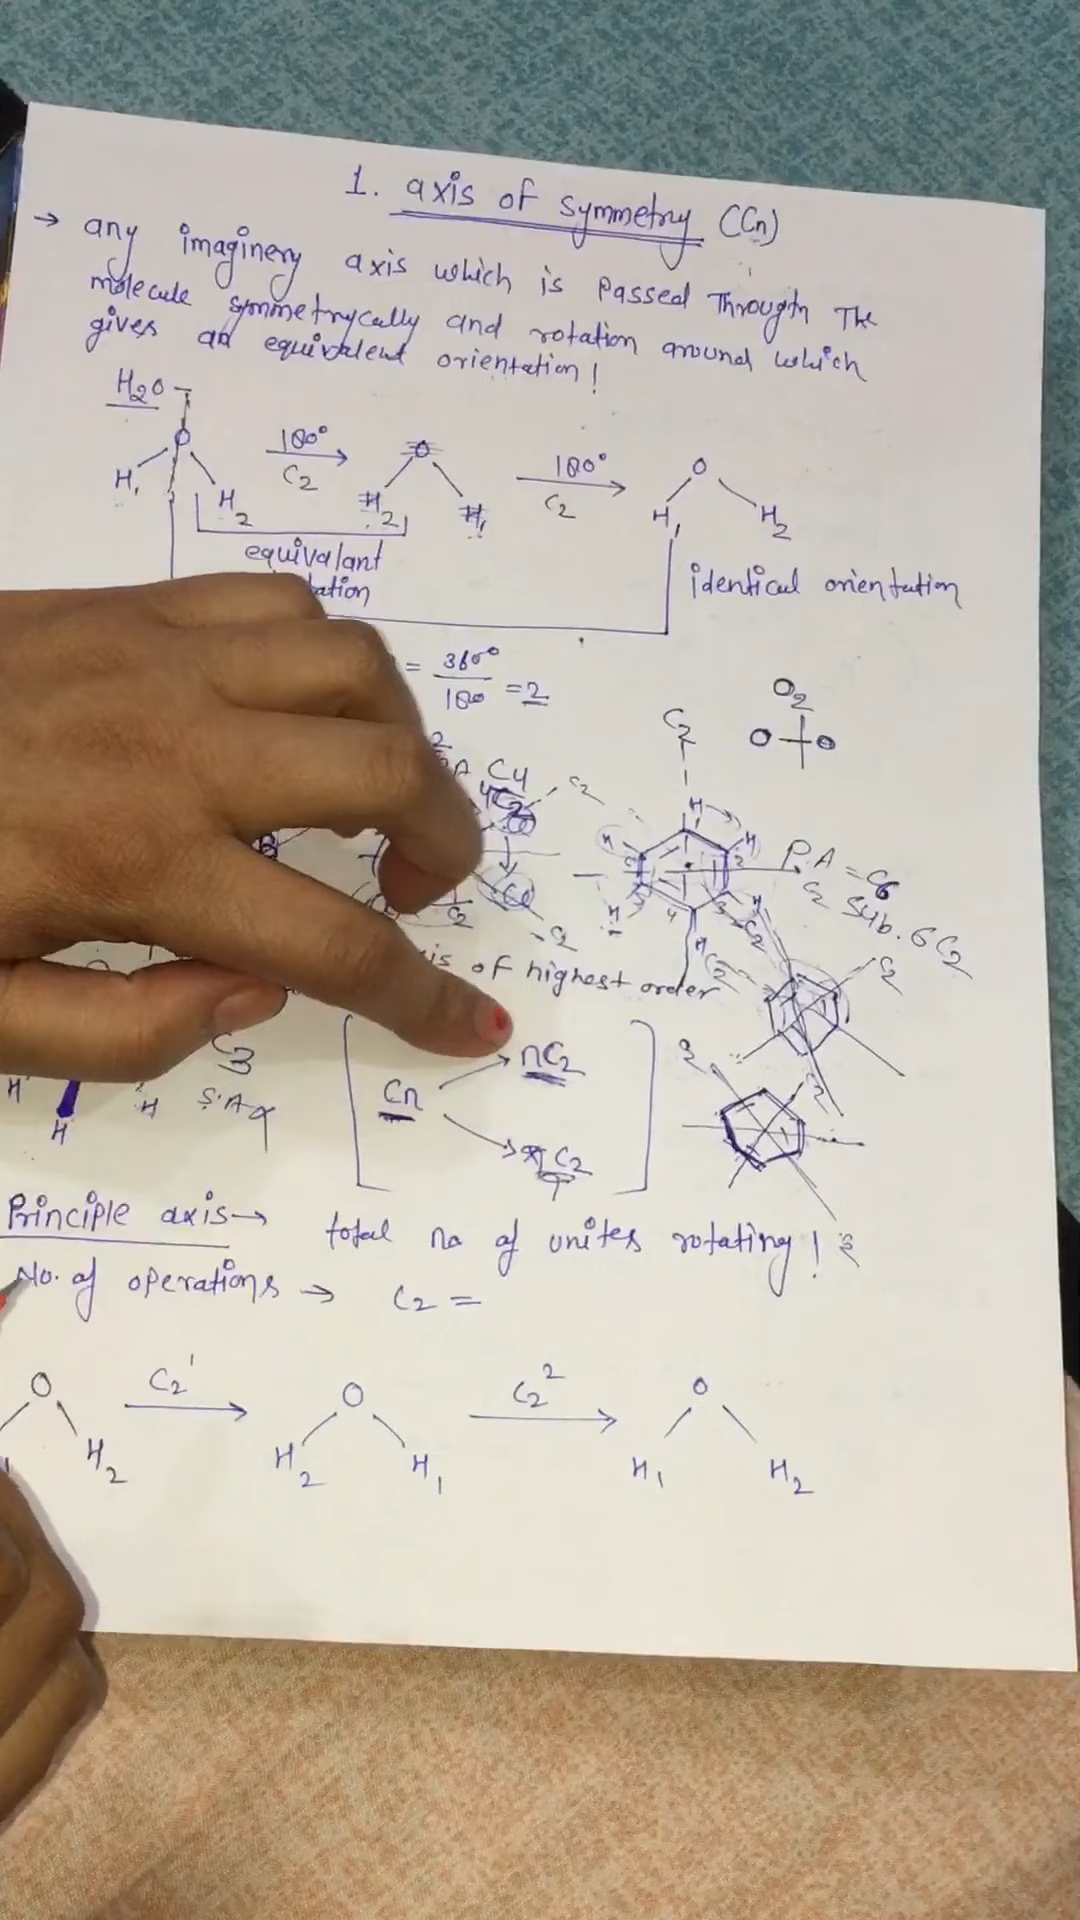 1. axis of symmetry (Cn)
→ any imaginery axis which is passed Through The
molecule symmetrycally and rotation around which
gives an equivalent orientation!
H2O
O H1 H2 180° C2 O H2 H1 180° C2 O H1 H2
equivalant
identical orientation
= 360° / 180 = 2
O2
O O
C2
C4
C2
P.A = C6
C2 Sub. 6C2
C2
of highest order
C3
S.A
H H H
Cn → nC2
C2
Principle axis → total no of unites rotating!
No. of operations → C2 =
O H2 C2¹ O H2 H1 C2² O H1 H2